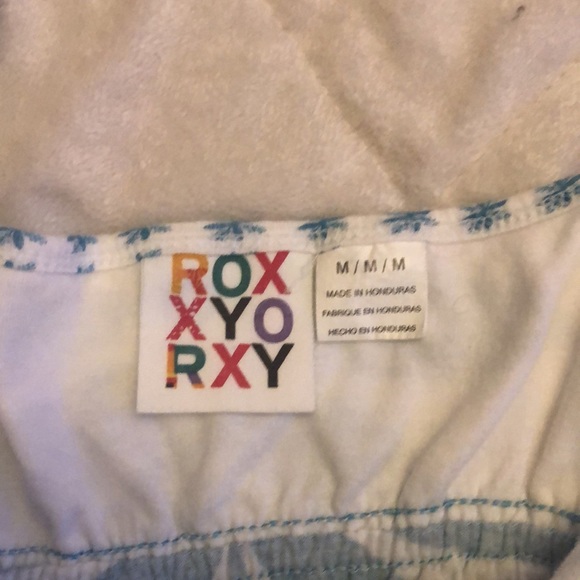 ROX
XYO
RXY
M / M / M
MADE IN HONDURAS
FABRIQUE EN HONDURAS
HECHO EN HONDURAS